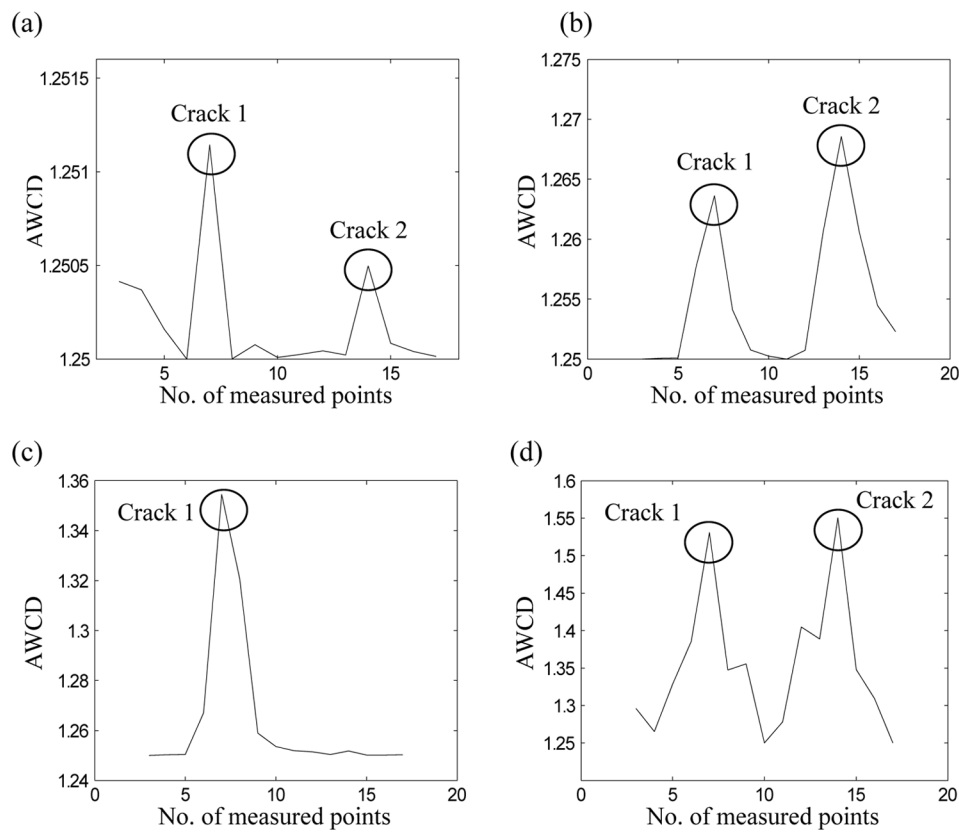 (a)
1.2515
1.251
1.2505
1.25
AWCD
Crack 1
Crack 2
5
10
15
No. of measured points
(b)
1.275
1.27
1.265
1.26
1.255
1.25
AWCD
Crack 1
Crack 2
0
5
10
15
20
No. of measured points
(c)
1.36
1.34
1.32
1.3
1.28
1.26
1.24
AWCD
Crack 1
0
5
10
15
20
No. of measured points
(d)
1.6
1.55
1.5
1.45
1.4
1.35
1.3
1.25
AWCD
Crack 1
Crack 2
0
5
10
15
20
No. of measured points